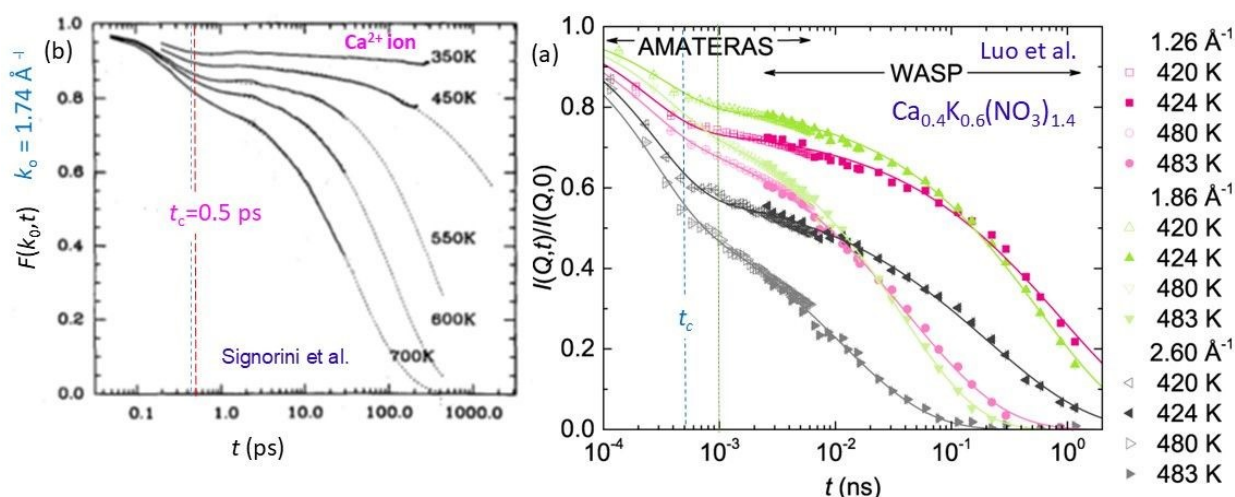 (b)
Ca²⁺ ion
350K
450K
550K
600K
700K
t_c=0.5 ps
Signorini et al.
k_o = 1.74 Å⁻¹
F(k₀,t)
1.0
0.8
0.6
0.4
0.2
0.0
0.1
1.0
10.0
100.0
1000.0
t (ps)
(a)
AMATERAS
WASP
Luo et al.
Ca₀.₄K₀.₆(NO₃)₁.₄
t_c
I(Q,t)/I(Q,0)
1.0
0.8
0.6
0.4
0.2
0.0
10⁻⁴
10⁻³
10⁻²
10⁻¹
10⁰
t (ns)
1.26 Å⁻¹
420 K
424 K
480 K
483 K
1.86 Å⁻¹
420 K
424 K
480 K
483 K
2.60 Å⁻¹
420 K
424 K
480 K
483 K